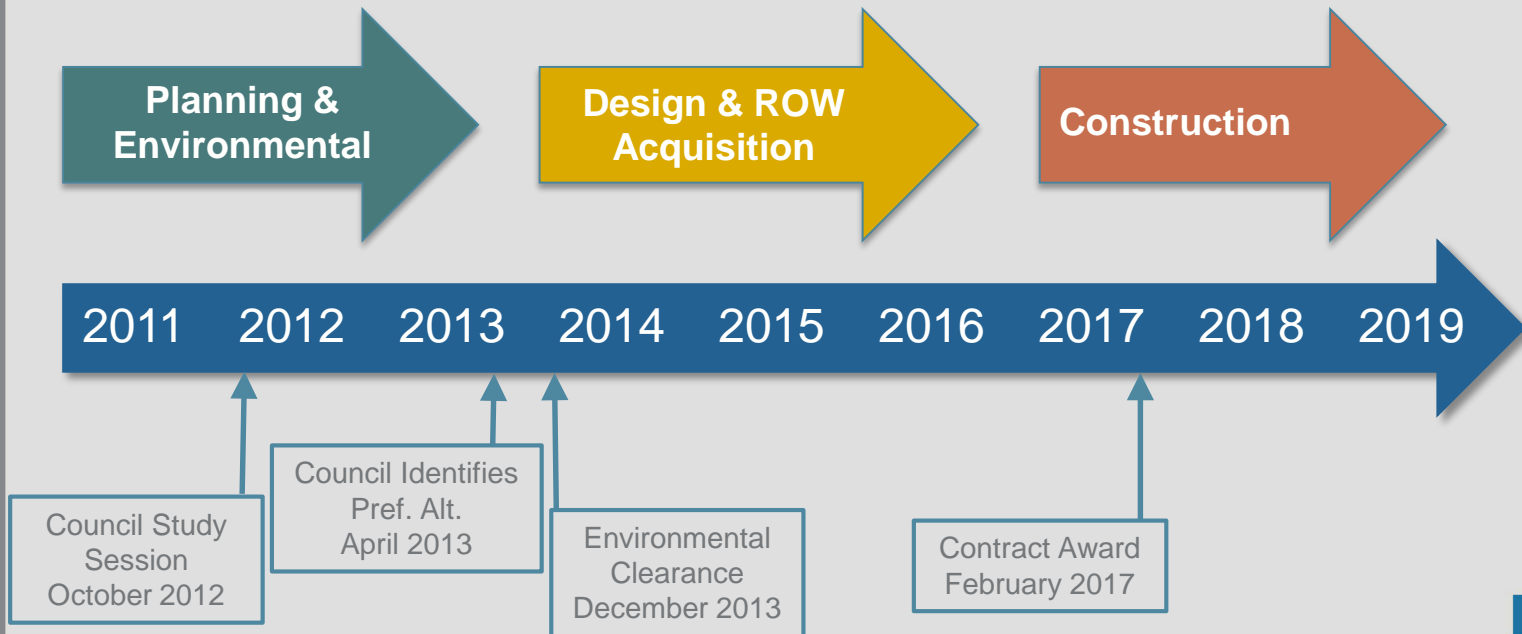 Planning &
Environmental
Design & ROW
Acquisition
Construction
2011 2012 2013 2014 2015 2016 2017 2018 2019
Council Study
Session
October 2012
Council Identifies
Pref. Alt.
April 2013
Environmental
Clearance
December 2013
Contract Award
February 2017